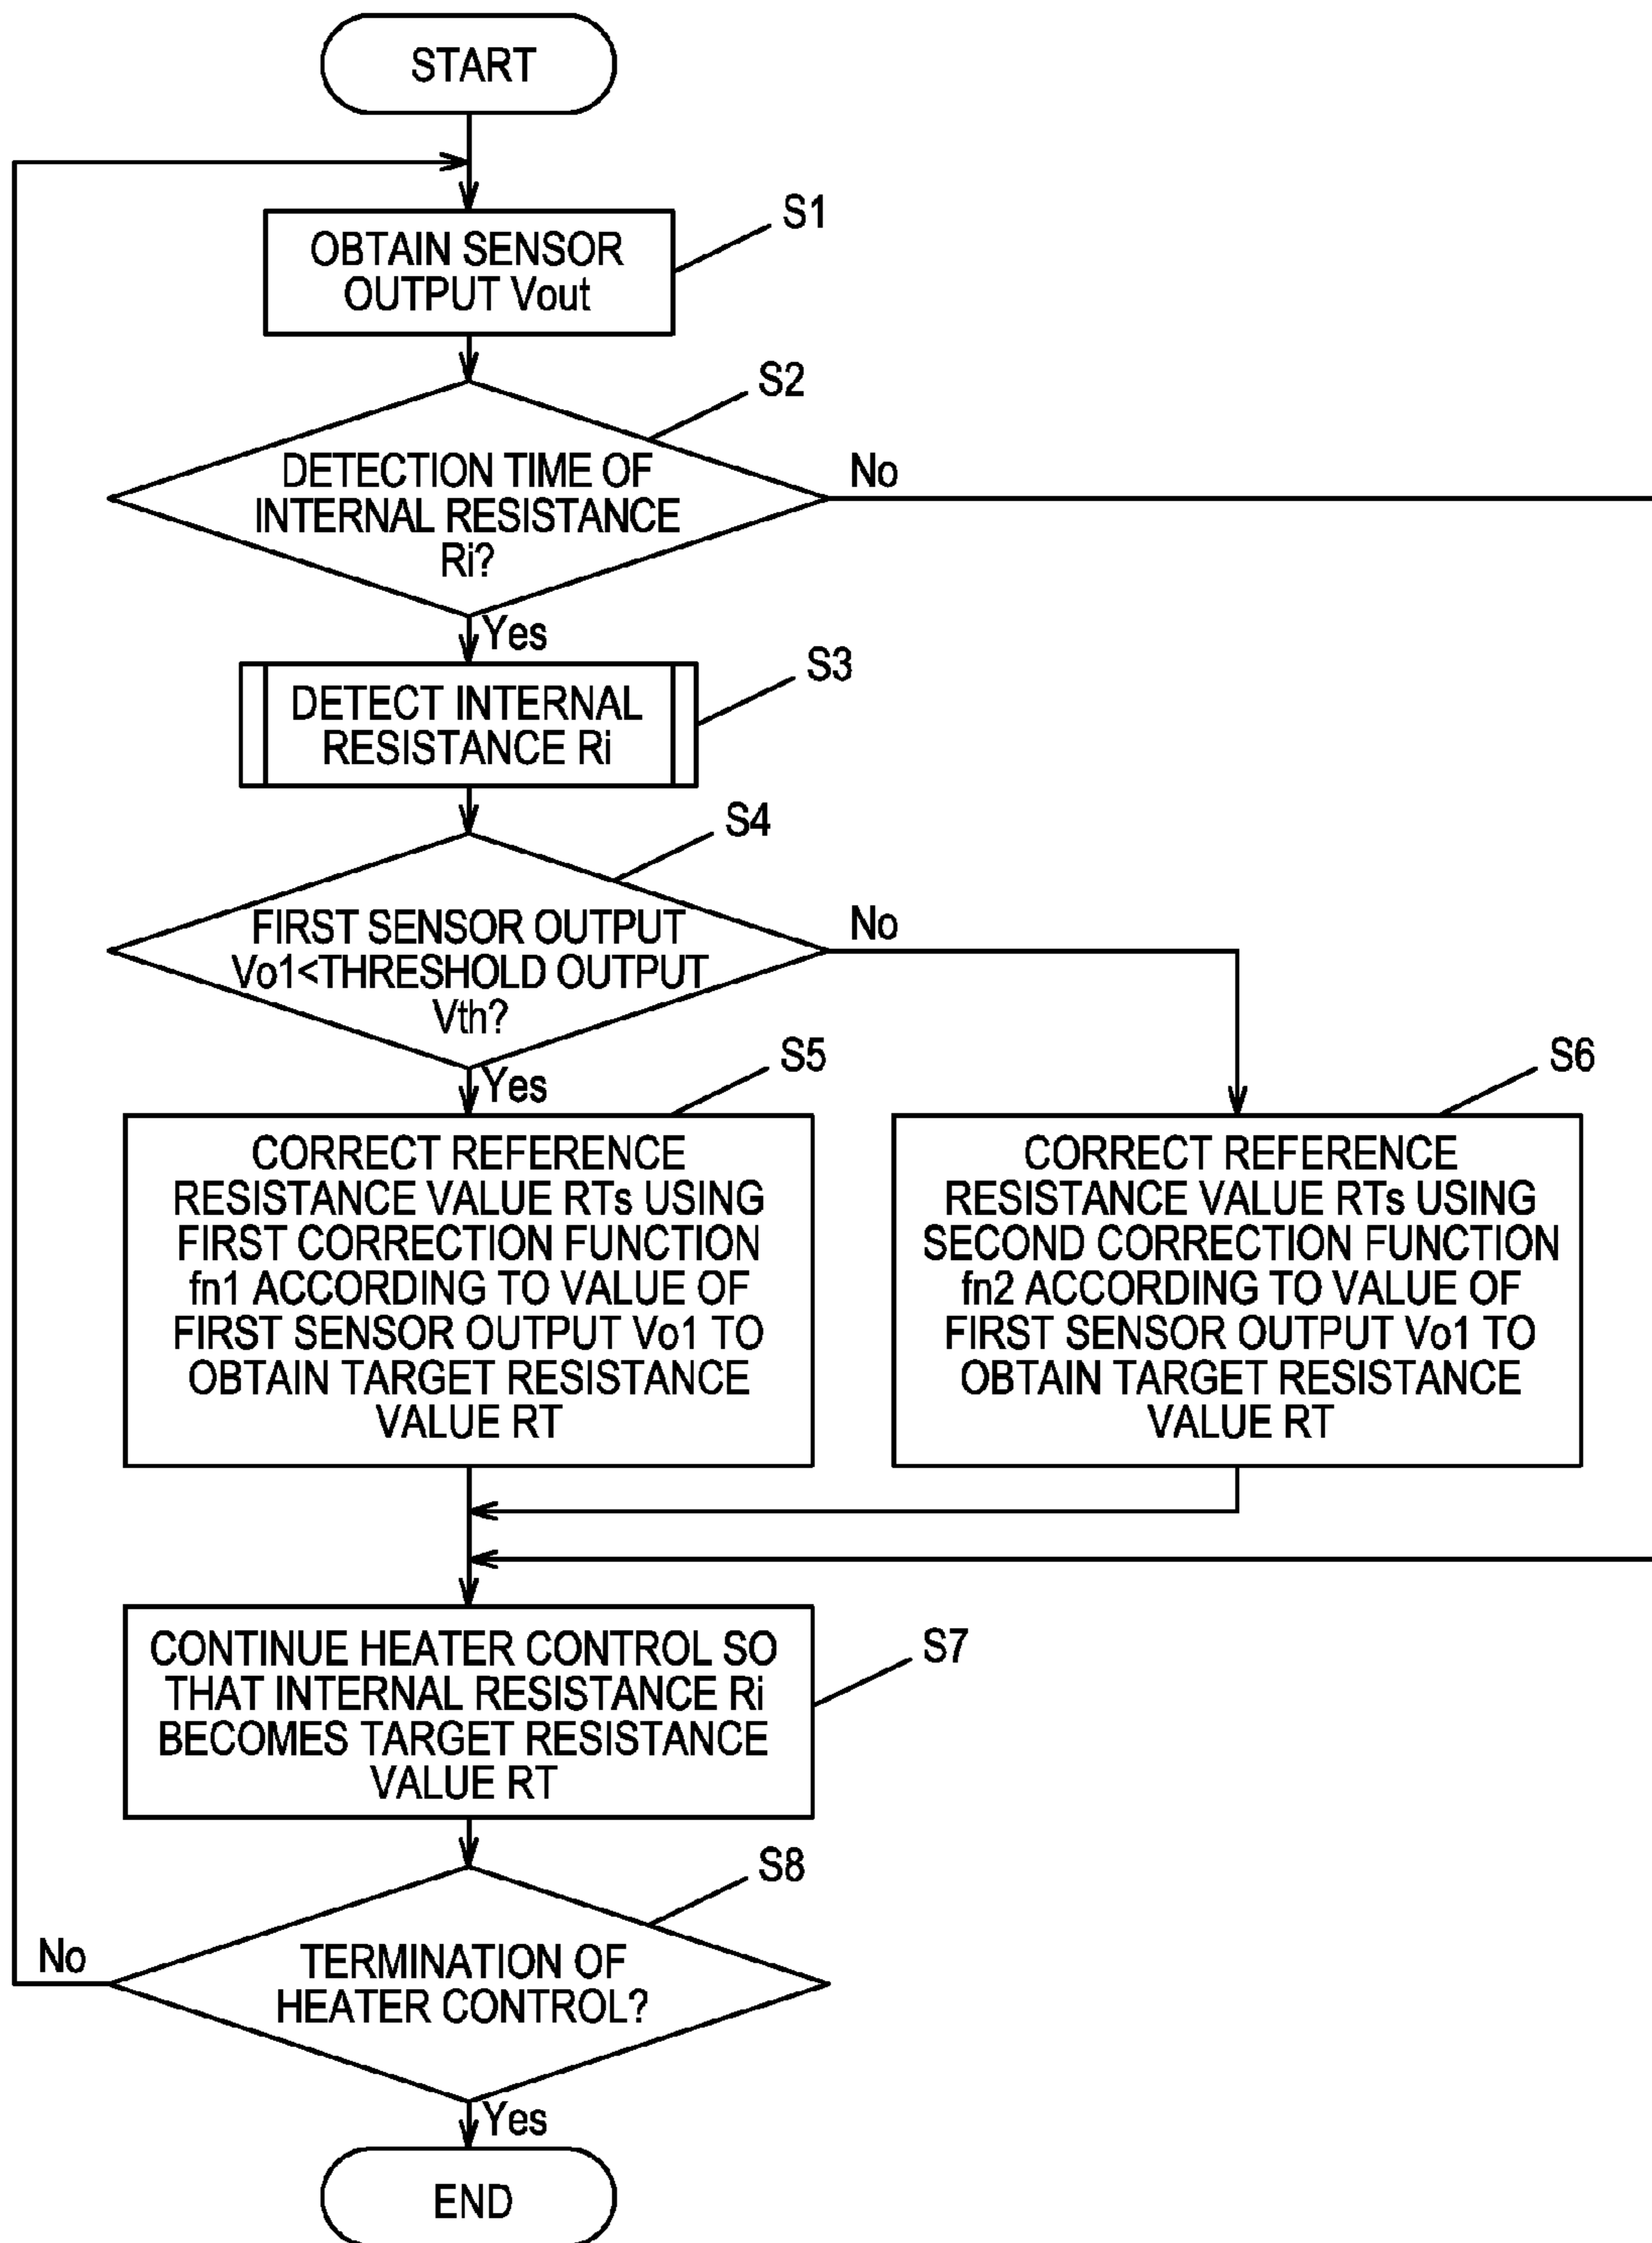 START
S1
OBTAIN SENSOR
OUTPUT Vout
S2
DETECTION TIME OF
INTERNAL RESISTANCE
Ri?
No
Yes
S3
DETECT INTERNAL
RESISTANCE Ri
S4
FIRST SENSOR OUTPUT
Vo1<THRESHOLD OUTPUT
Vth?
No
Yes
S5
CORRECT REFERENCE
RESISTANCE VALUE RTs USING
FIRST CORRECTION FUNCTION
fn1 ACCORDING TO VALUE OF
FIRST SENSOR OUTPUT Vo1 TO
OBTAIN TARGET RESISTANCE
VALUE RT
S6
CORRECT REFERENCE
RESISTANCE VALUE RTs USING
SECOND CORRECTION FUNCTION
fn2 ACCORDING TO VALUE OF
FIRST SENSOR OUTPUT Vo1 TO
OBTAIN TARGET RESISTANCE
VALUE RT
S7
CONTINUE HEATER CONTROL SO
THAT INTERNAL RESISTANCE Ri
BECOMES TARGET RESISTANCE
VALUE RT
S8
TERMINATION OF
HEATER CONTROL?
No
Yes
END